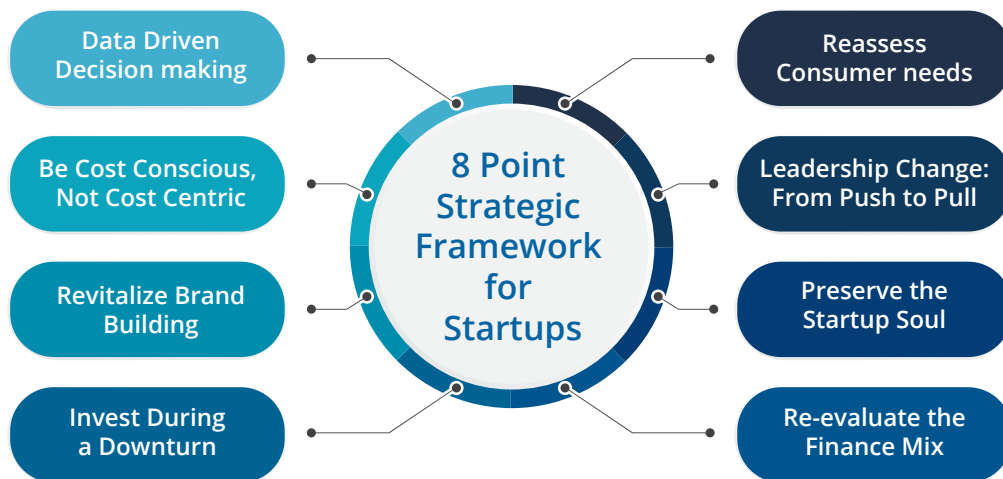 Data Driven
Decision making
Be Cost Conscious,
Not Cost Centric
Revitalize Brand
Building
Invest During
a Downturn
8 Point
Strategic
Framework
for
Startups
Reassess
Consumer needs
Leadership Change:
From Push to Pull
Preserve the
Startup Soul
Re-evaluate the
Finance Mix